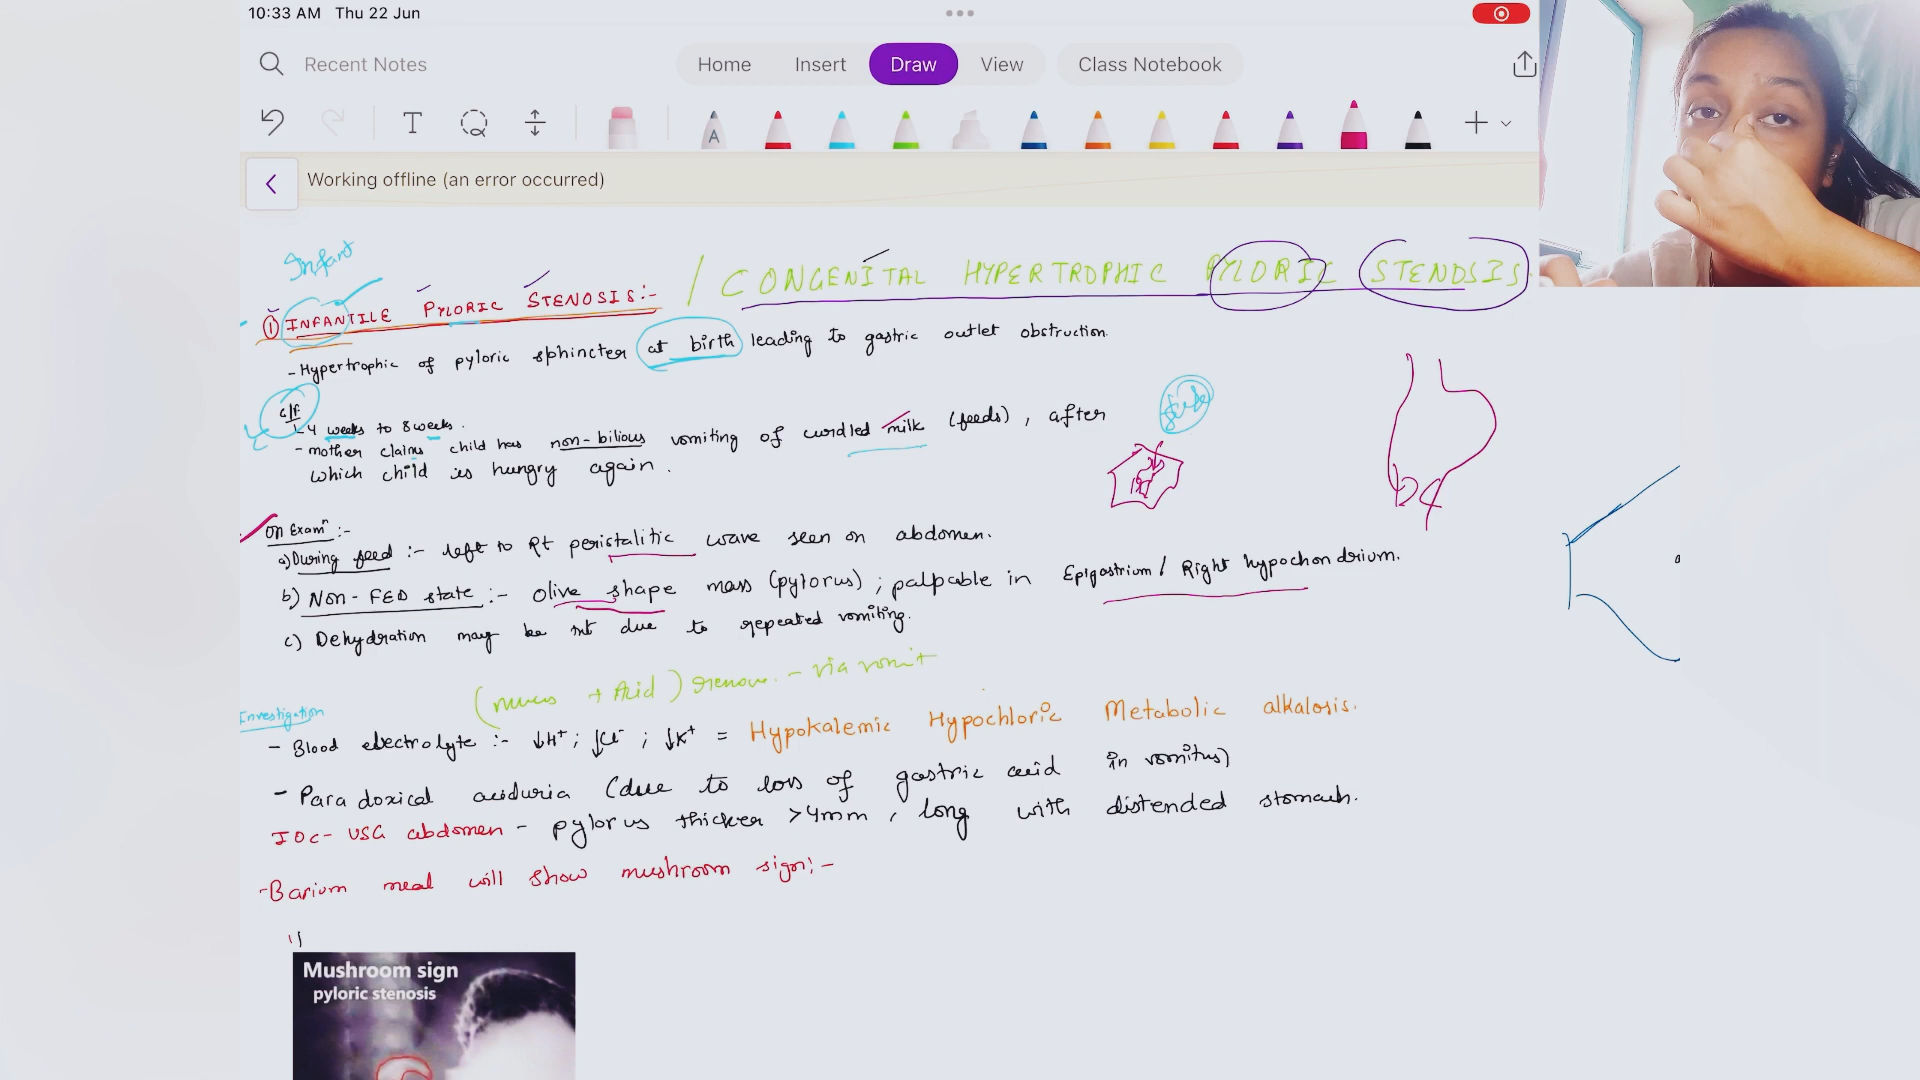 10:33 AM Thu 22 Jun
Recent Notes
Home Insert Draw View Class Notebook
T
A
Working offline (an error occurred)
Infant
/ CONGENITAL HYPERTROPHIC PYLORIC STENOSIS
① INFANTILE PYLORIC STENOSIS:-
- Hypertrophic of pyloric sphincter at birth leading to gastric outlet obstruction.
c/f
- 4 weeks to 8 weeks.
- mother claims child has non-bilious vomiting of curdled milk (feeds), after
which child is hungry again.
On Examⁿ :-
a) During feed :- left to Rt peristalitic wave seen on abdomen.
b) Non-FED state :- Olive shape mass (pylorus) ; palpable in Epigastrium / Right hypochondrium.
c) Dehydration may be due to repeated vomiting.
(mucus + Acid) - via vomit
Investigation
- Blood electrolyte :- ↓H⁺ ; ↓Cl⁻ ; ↓K⁺ = Hypokalemic Hypochloric Metabolic alkalosis.
- Para doxical aciduria (due to loss of gastric acid in vomitus)
IOC- USG abdomen - pylorus thicker >4mm, long with distended stomach.
- Barium meal will show mushroom sign:-
Mushroom sign
pyloric stenosis